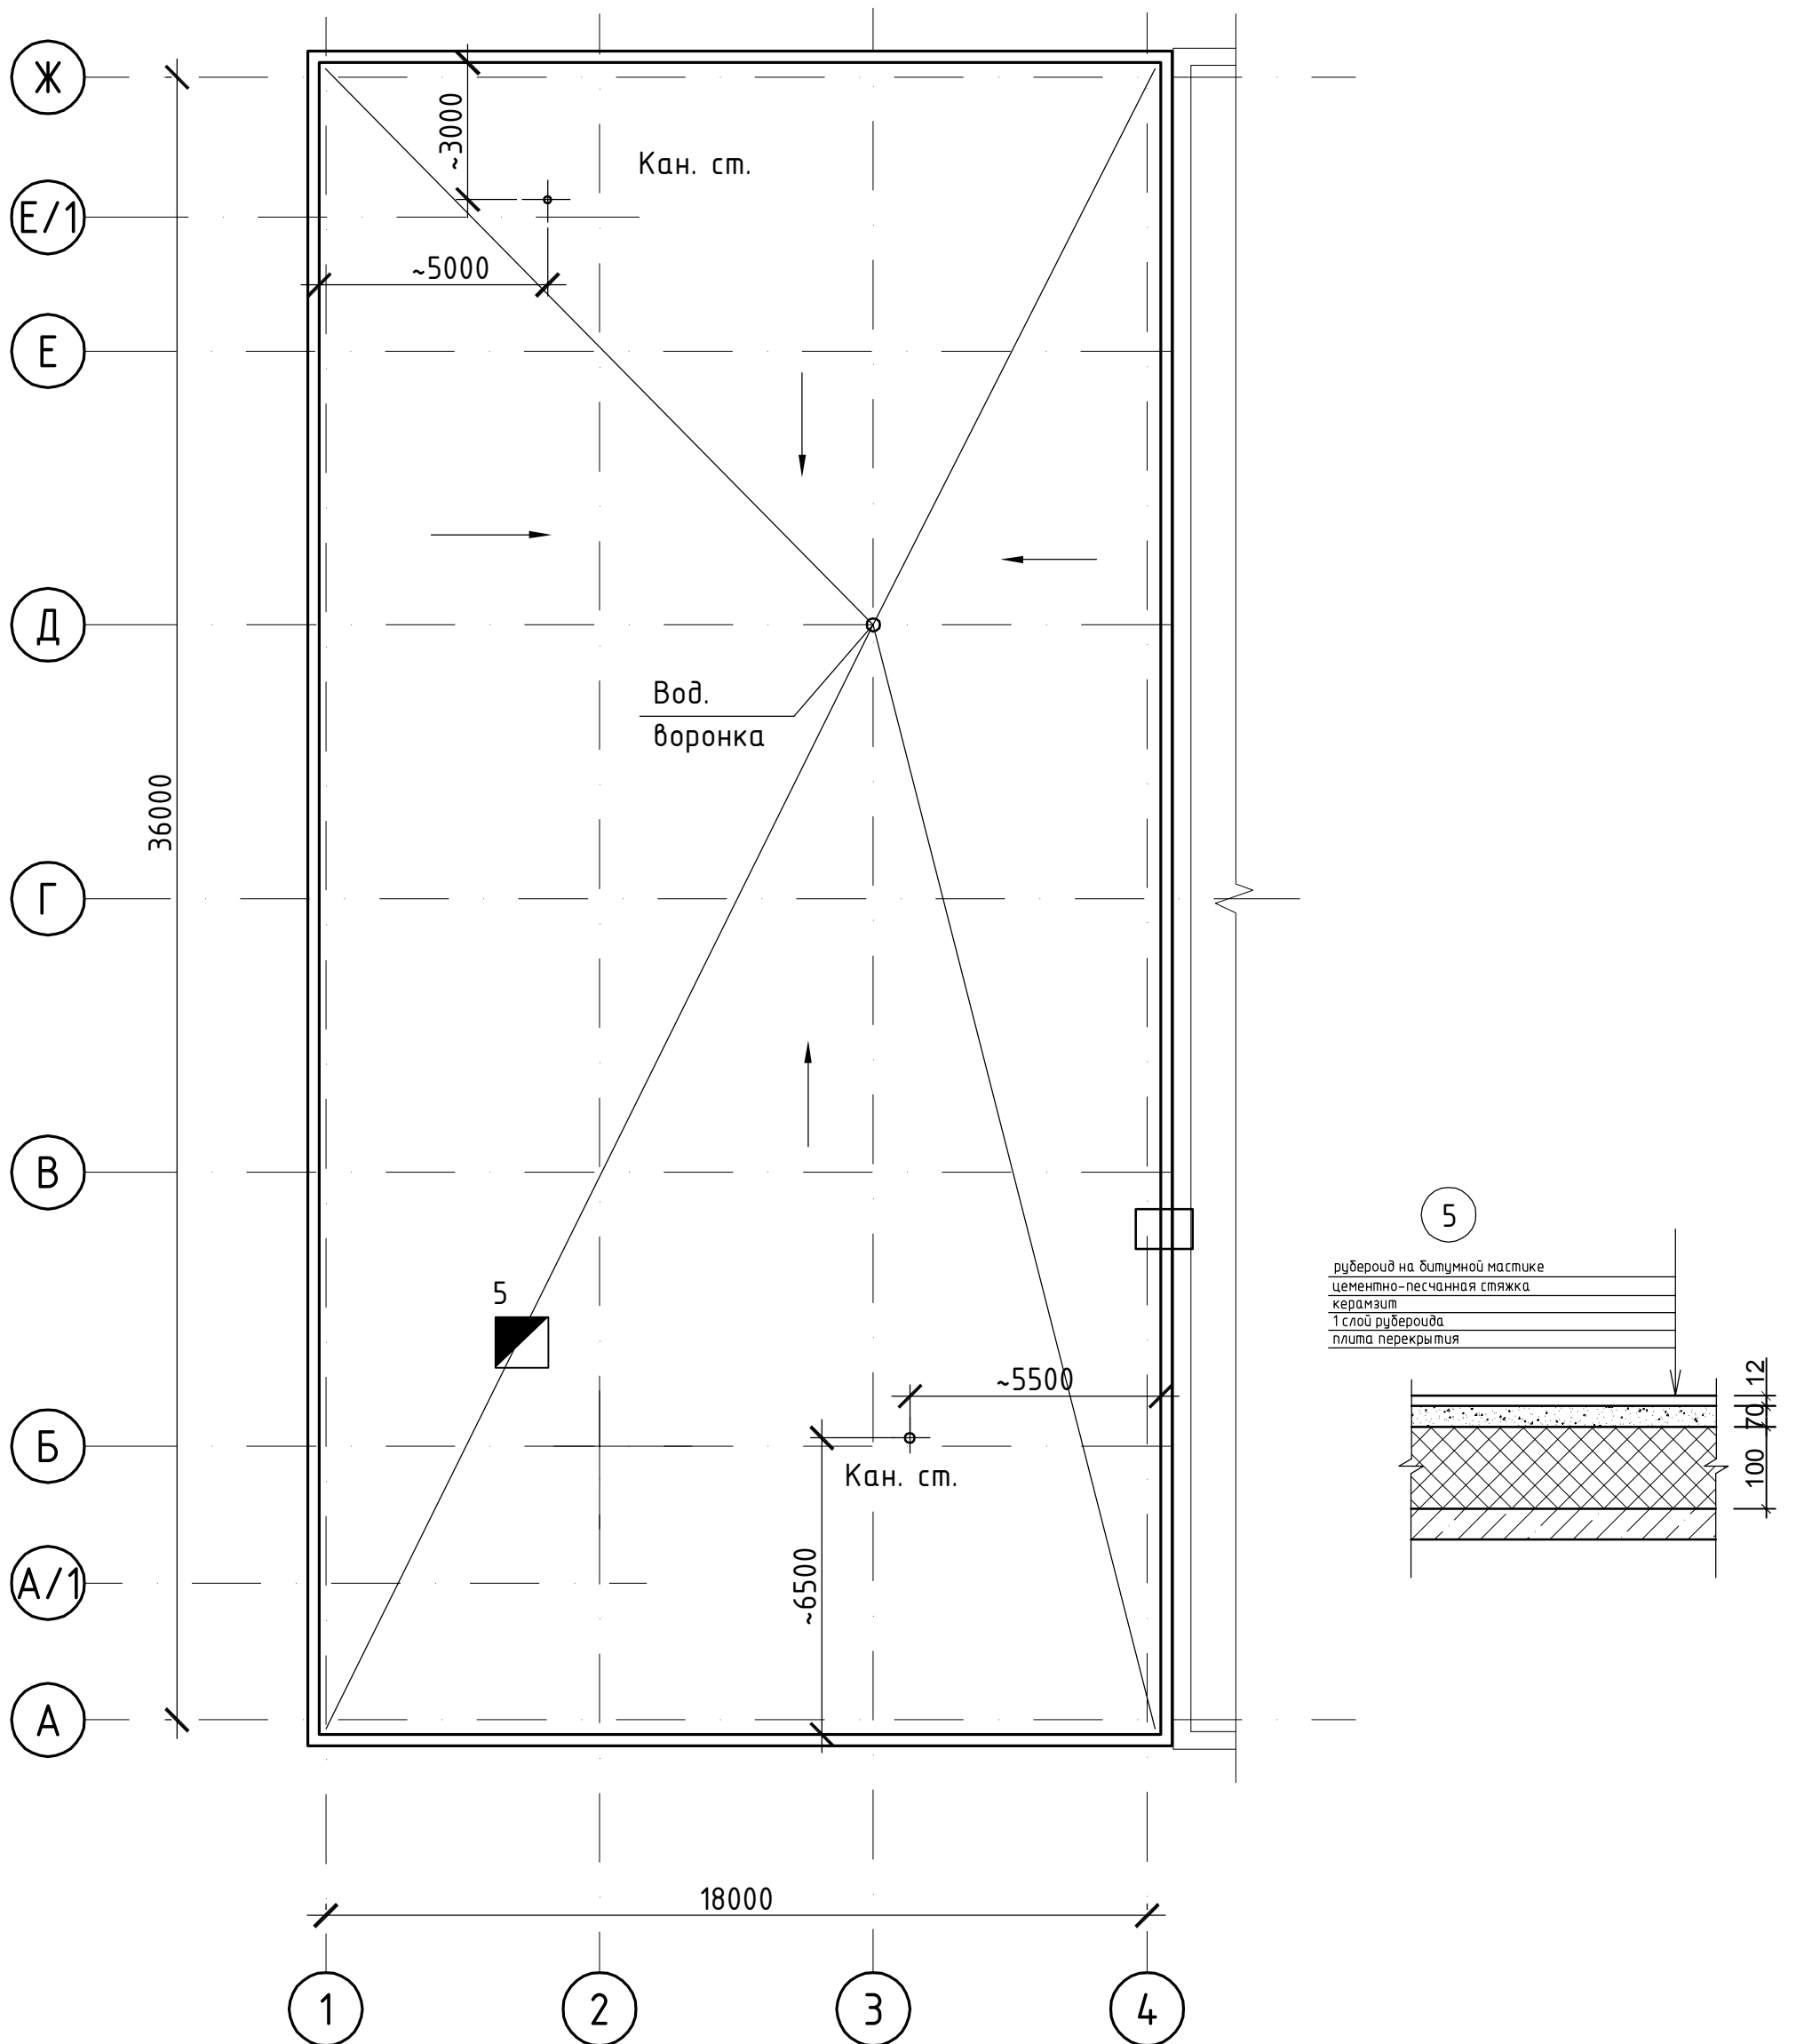 Ж
~3000
Кан. ст.
Е/1
~5000
Е
Д
Вод.
воронка
36000
Г
В
5
5
рубероид на битумной мастике
цементно-песчанная стяжка
керамзит
1 слой рубероида
плита перекрытия
12
70
100
~5500
Б
Кан. ст.
~6500
А/1
А
18000
1
2
3
4